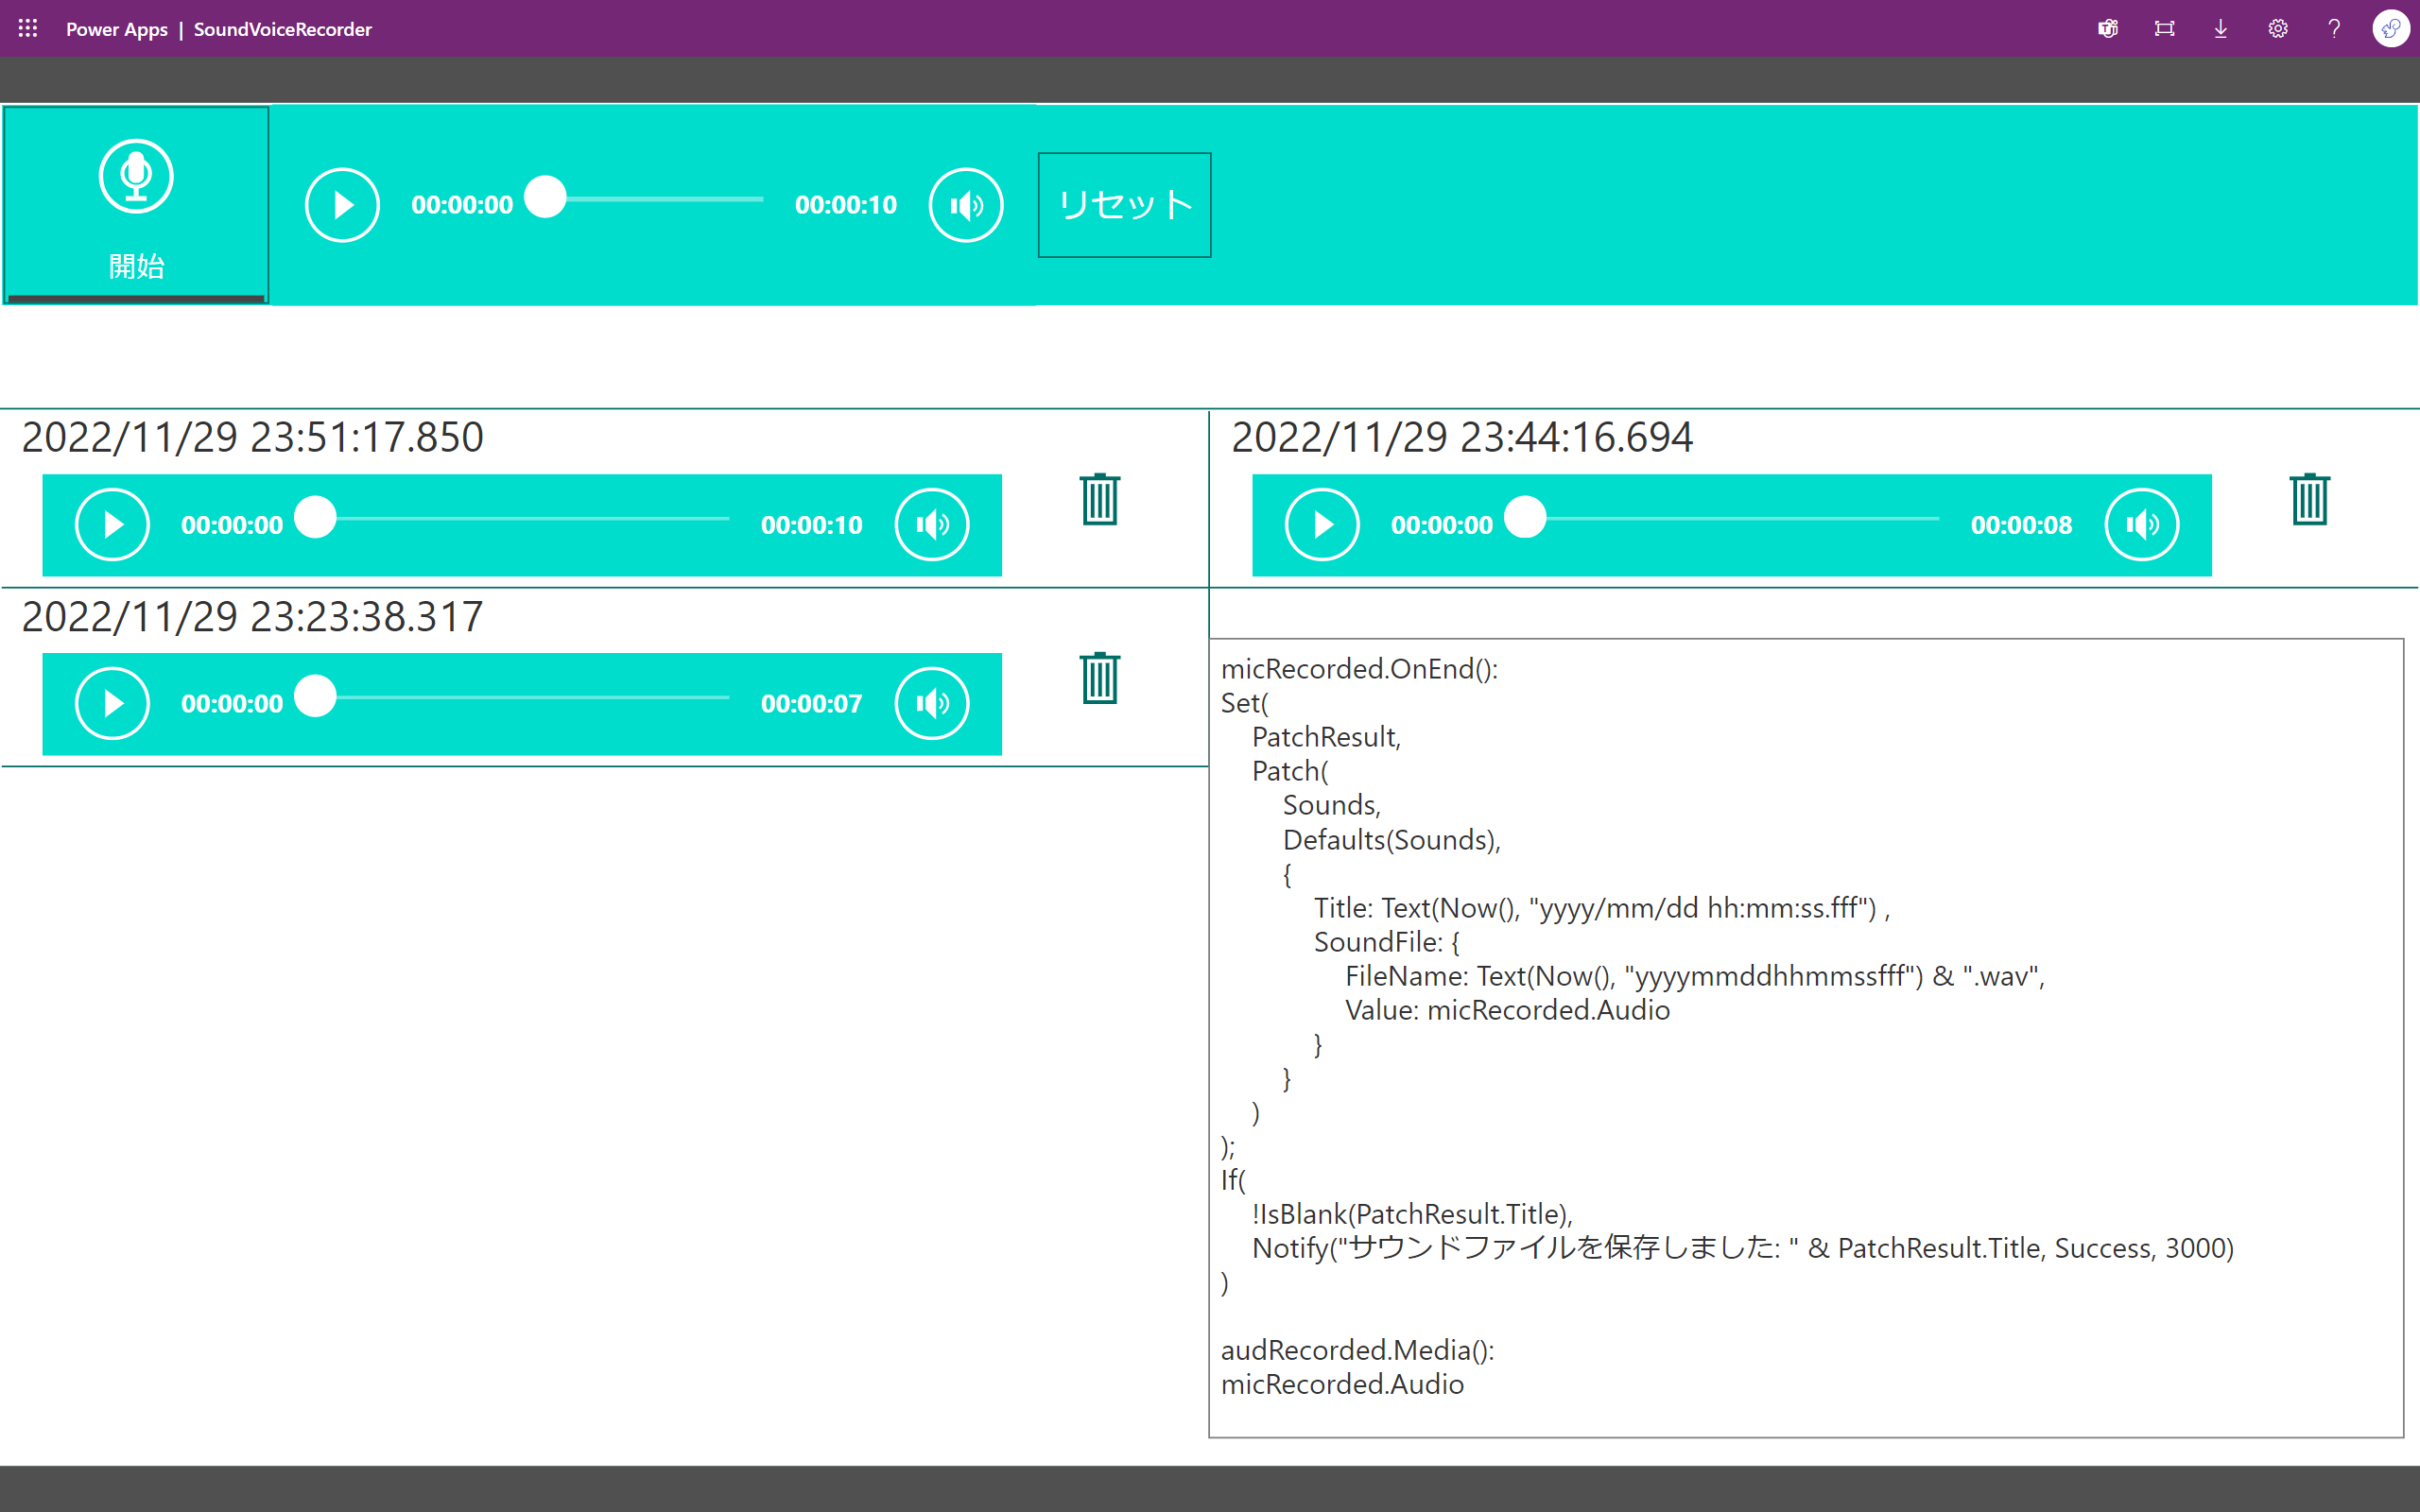 Power Apps | SoundVoiceRecorder
開始
00:00:00
00:00:10
リセット
2022/11/29 23:51:17.850
00:00:00
00:00:10
2022/11/29 23:44:16.694
00:00:00
00:00:08
2022/11/29 23:23:38.317
00:00:00
00:00:07
micRecorded.OnEnd():
Set(
PatchResult,
Patch(
Sounds,
Defaults(Sounds),
{
Title: Text(Now(), "yyyy/mm/dd hh:mm:ss.fff") ,
SoundFile: {
FileName: Text(Now(), "yyyymmddhhmmssfff") & ".wav",
Value: micRecorded.Audio
}
}
)
);
If(
!IsBlank(PatchResult.Title),
Notify("サウンドファイルを保存しました: " & PatchResult.Title, Success, 3000)
)
audRecorded.Media():
micRecorded.Audio